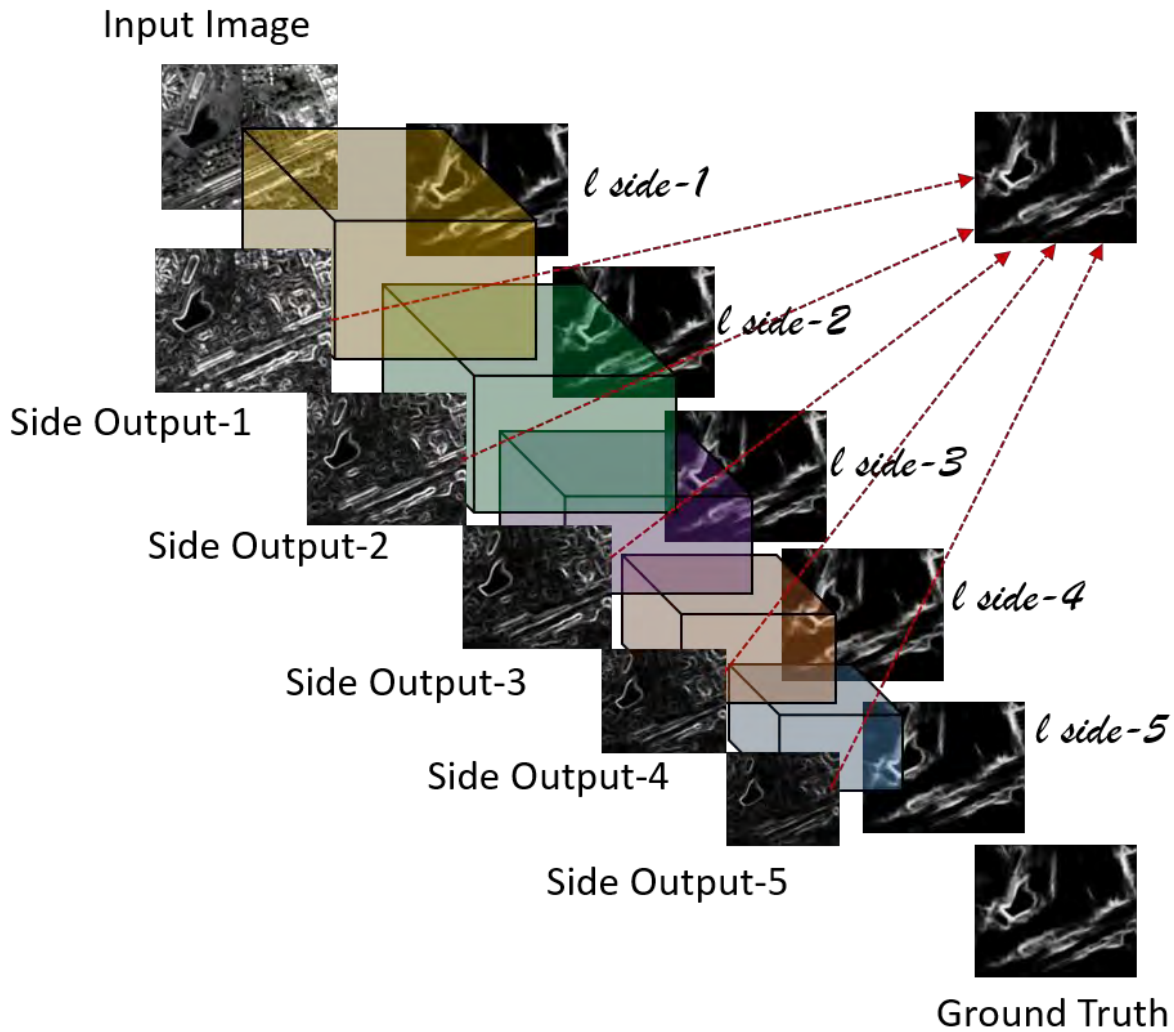 Input Image
l side-1
l side-2
Side Output-1
l side-3
Side Output-2
l side-4
Side Output-3
l side-5
Side Output-4
Side Output-5
Ground Truth